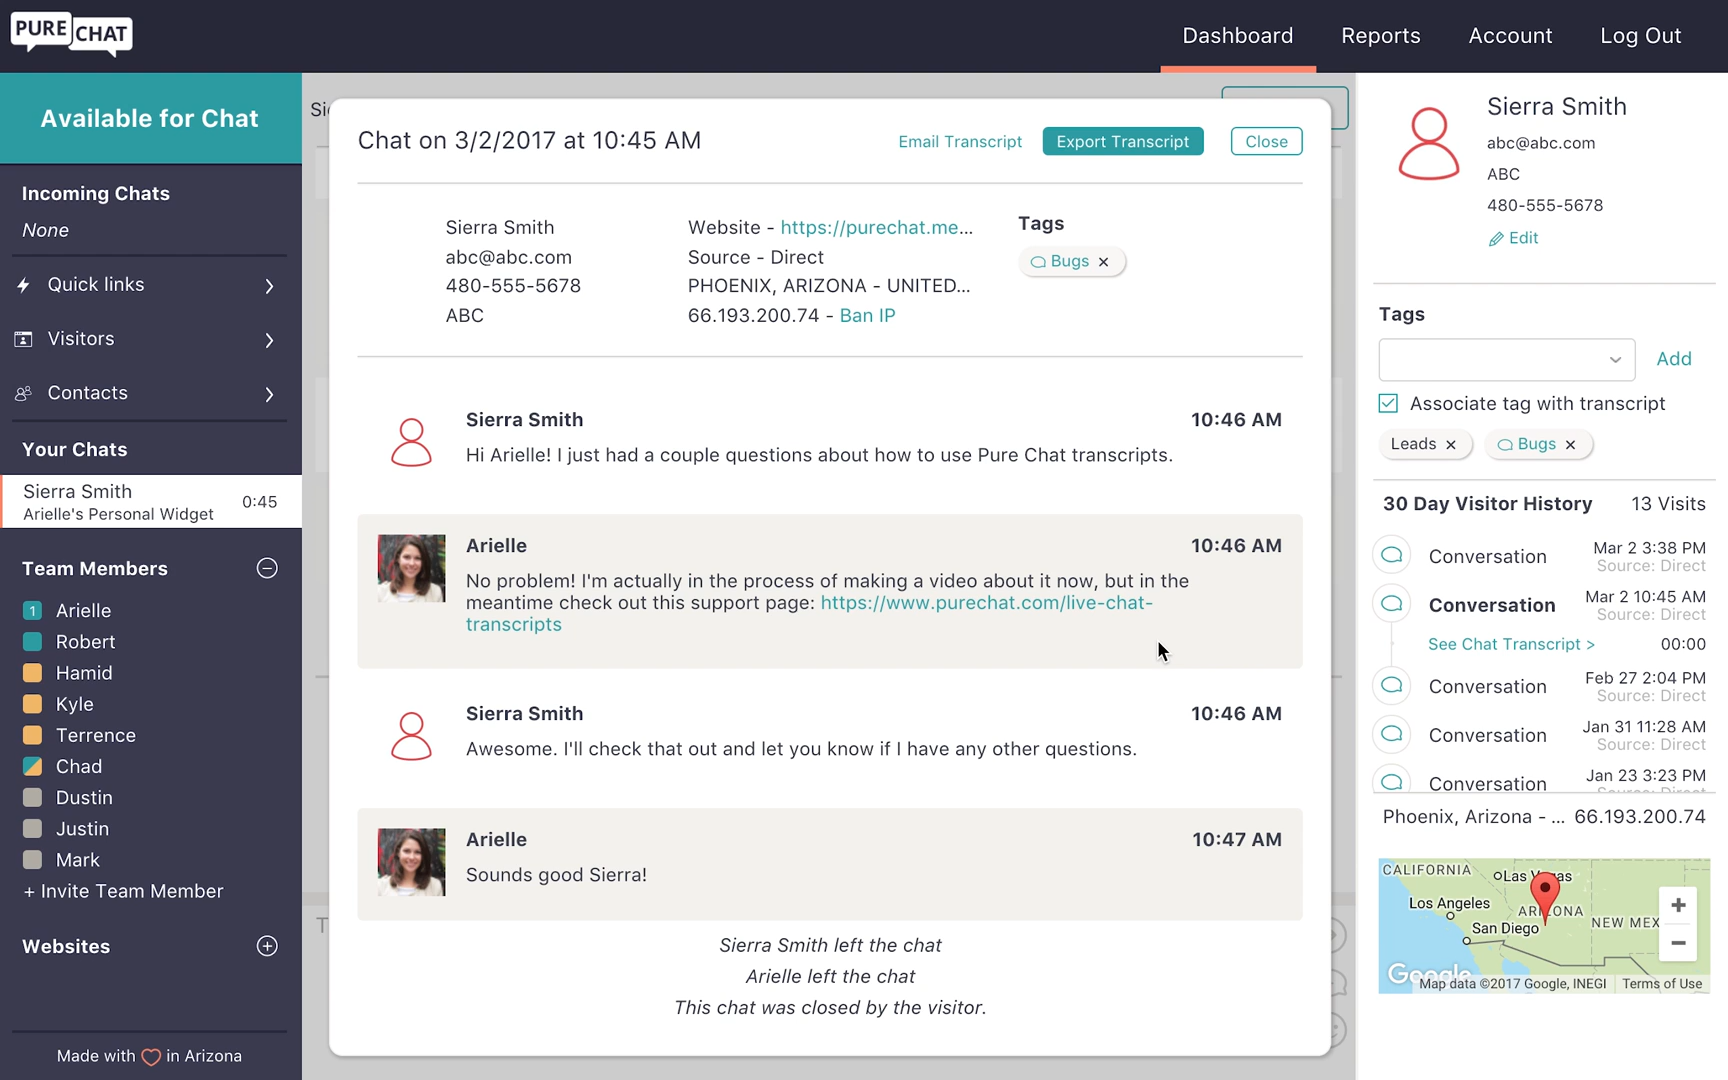 PURE CHAT
Dashboard
Reports
Account
Log Out
Available for Chat
Incoming Chats
None
Quick links
Visitors
Contacts
Your Chats
Sierra Smith
Arielle's Personal Widget
0:45
Team Members
1 Arielle
Robert
Hamid
Kyle
Terrence
Chad
Dustin
Justin
Mark
+ Invite Team Member
Websites
Made with in Arizona
Chat on 3/2/2017 at 10:45 AM
Email Transcript
Export Transcript
Close
Sierra Smith
abc@abc.com
480-555-5678
ABC
Website - https://purechat.me...
Source - Direct
PHOENIX, ARIZONA - UNITED...
66.193.200.74 - Ban IP
Tags
Bugs ×
Sierra Smith
10:46 AM
Hi Arielle! I just had a couple questions about how to use Pure Chat transcripts.
Arielle
10:46 AM
No problem! I'm actually in the process of making a video about it now, but in the
meantime check out this support page: https://www.purechat.com/live-chat-
transcripts
Sierra Smith
10:46 AM
Awesome. I'll check that out and let you know if I have any other questions.
Arielle
10:47 AM
Sounds good Sierra!
Sierra Smith left the chat
Arielle left the chat
This chat was closed by the visitor.
Sierra Smith
abc@abc.com
ABC
480-555-5678
Edit
Tags
Add
Associate tag with transcript
Leads ×
Bugs ×
30 Day Visitor History
13 Visits
Conversation
Mar 2 3:38 PM
Source: Direct
Conversation
Mar 2 10:45 AM
Source: Direct
See Chat Transcript >
00:00
Conversation
Feb 27 2:04 PM
Source: Direct
Conversation
Jan 31 11:28 AM
Source: Direct
Conversation
Jan 23 3:23 PM
Phoenix, Arizona - ...
66.193.200.74
CALIFORNIA
Las Vegas
Los Angeles
ARIZONA
San Diego
NEW MEX
Google
Map data ©2017 Google, INEGI
Terms of Use